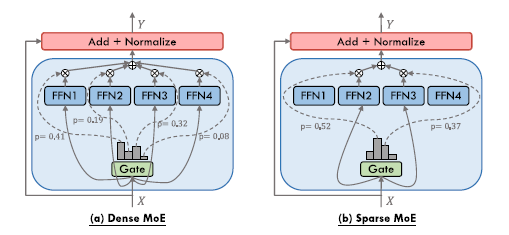 Y
Add + Normalize
FFN1 FFN2 FFN3 FFN4
p= 0.19
p= 0.32
p= 0.41
p= 0.08
Gate
X
(a) Dense MoE
Y
Add + Normalize
FFN1 FFN2 FFN3 FFN4
p= 0.52
p= 0.37
Gate
X
(b) Sparse MoE